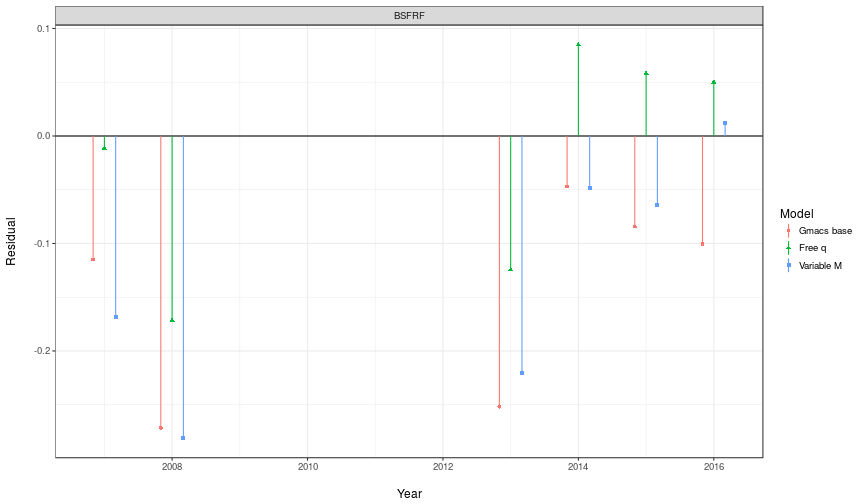 BSFRF
0.1
0.0
-0.1
-0.2
Residual
2008
2010
2012
2014
2016
Year
Model
Gmacs base
Free q
Variable M